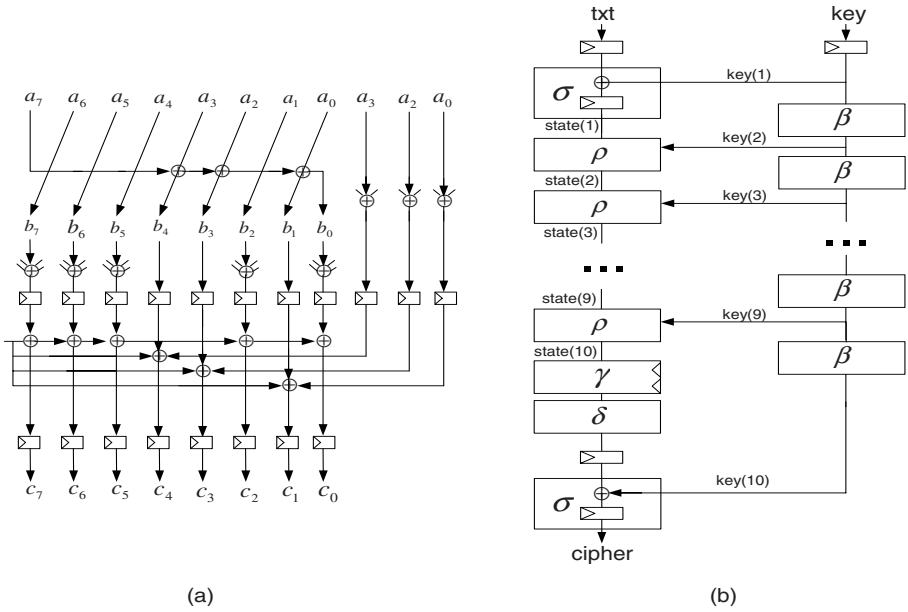 a7 a6 a5 a4 a3 a2 a1 a0 a3 a2 a0
b7 b6 b5 b4 b3 b2 b1 b0
c7 c6 c5 c4 c3 c2 c1 c0
(a)
txt key
σ key(1)
state(1) β
ρ key(2)
state(2) β
ρ key(3)
state(3)
β
state(9)
ρ key(9)
state(10) β
γ
δ
σ key(10)
cipher
(b)